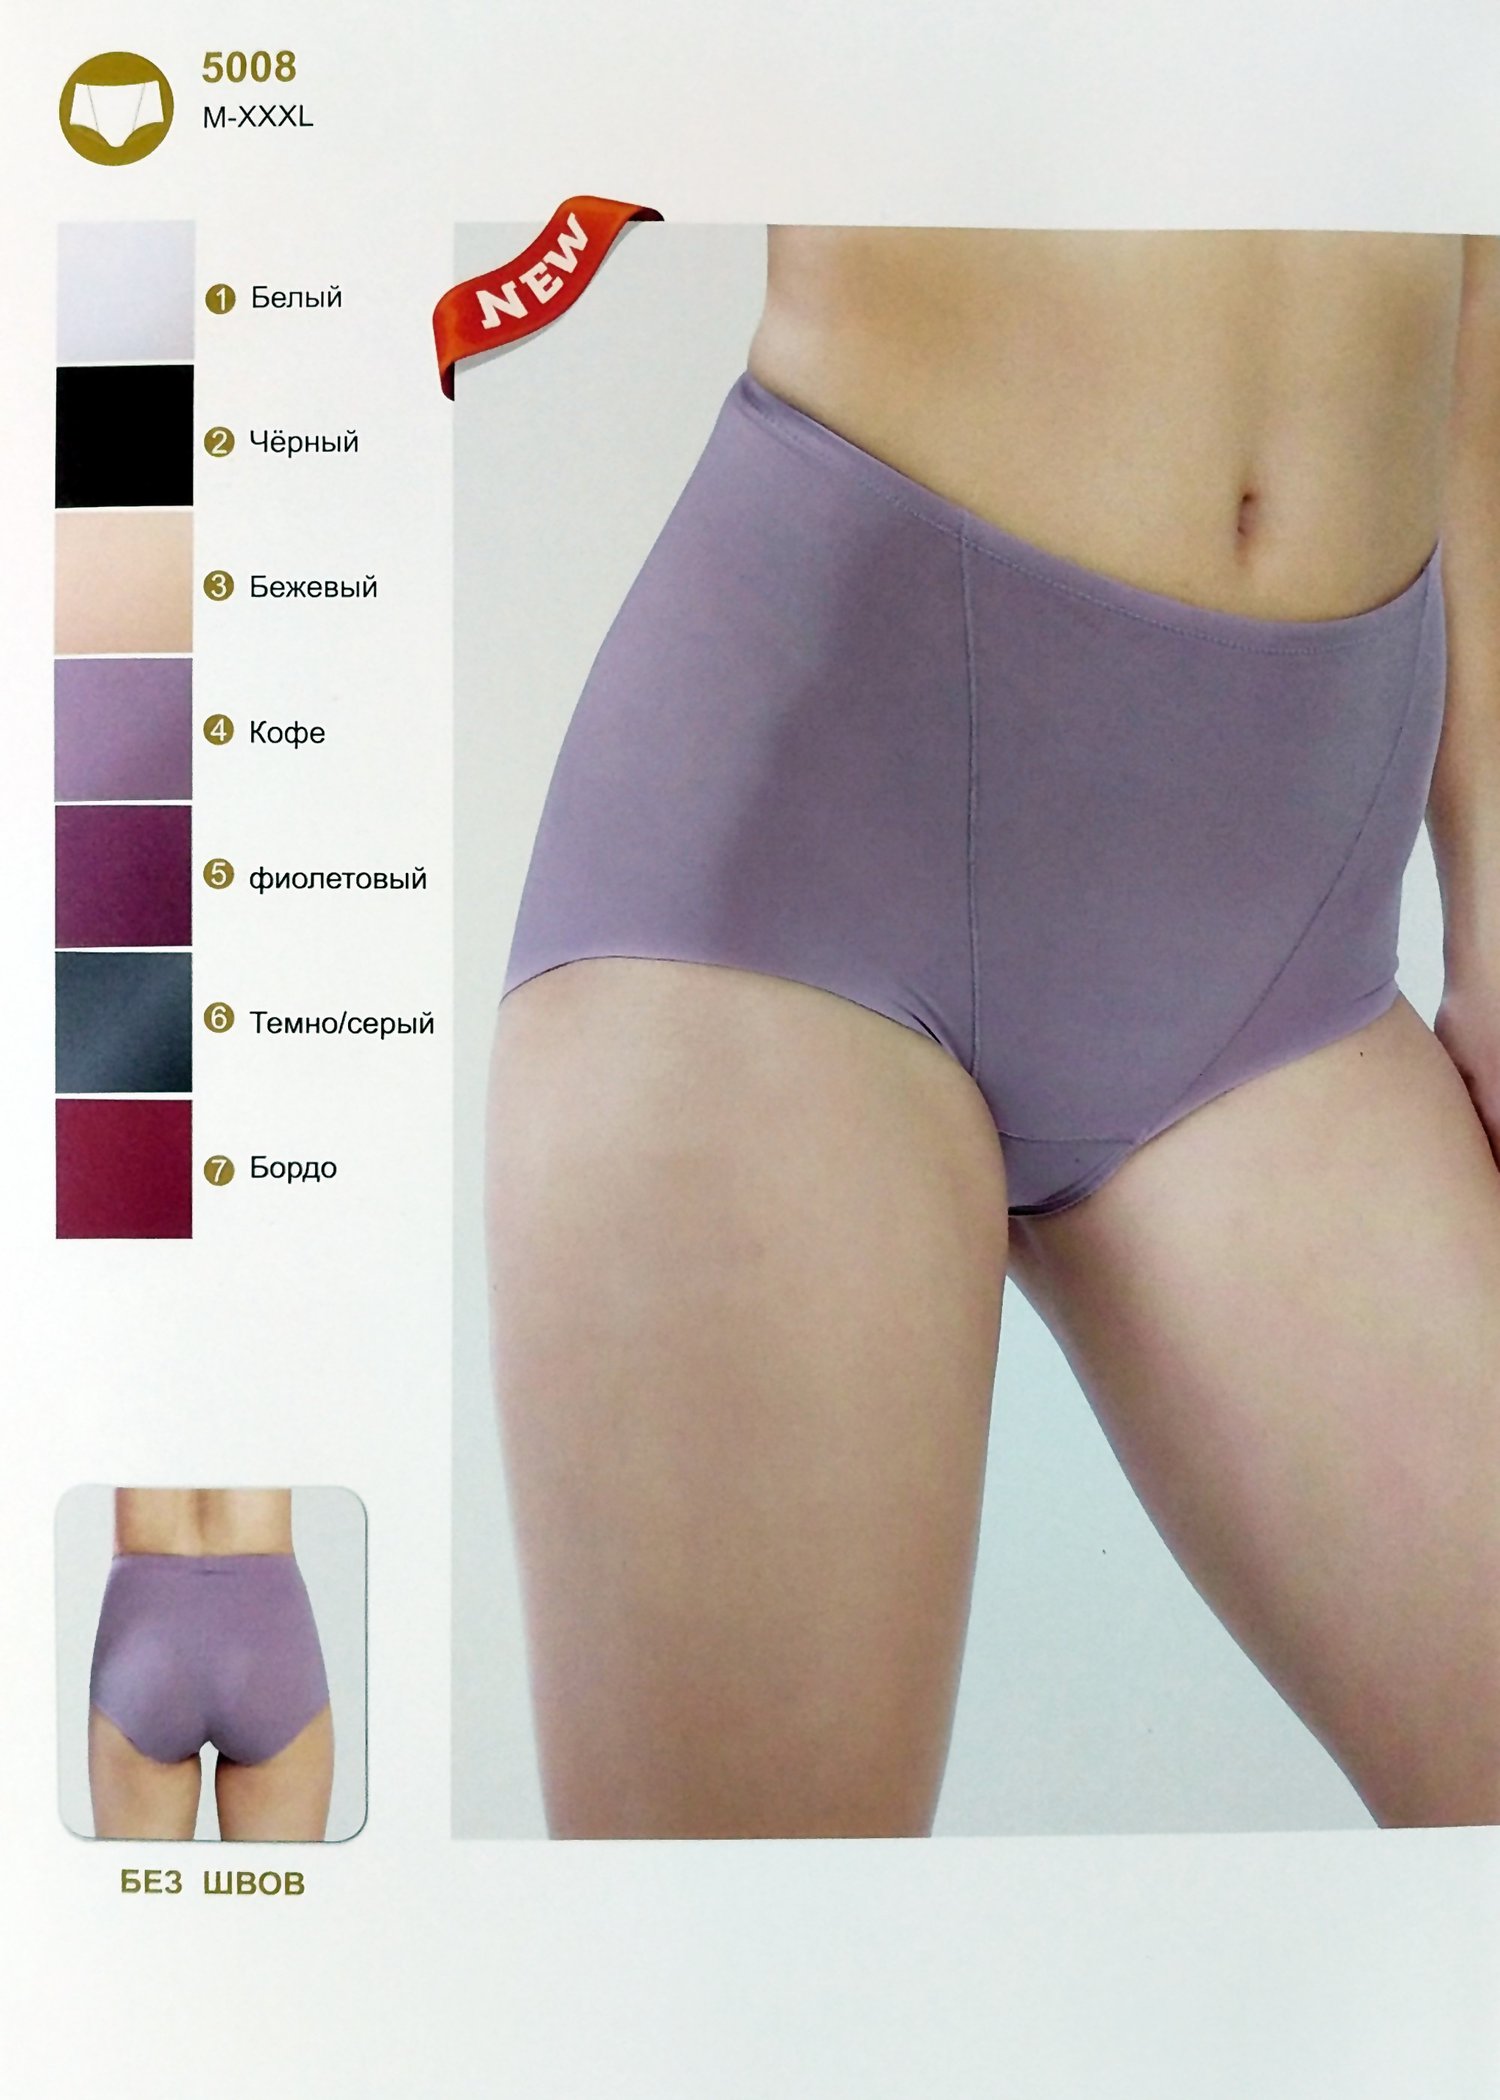 5008
M-XXXL
NEW
1 Белый
2 Чёрный
3 Бежевый
4 Кофе
5 фиолетовый
6 Темно/серый
7 Бордо
БЕЗ ШВОВ